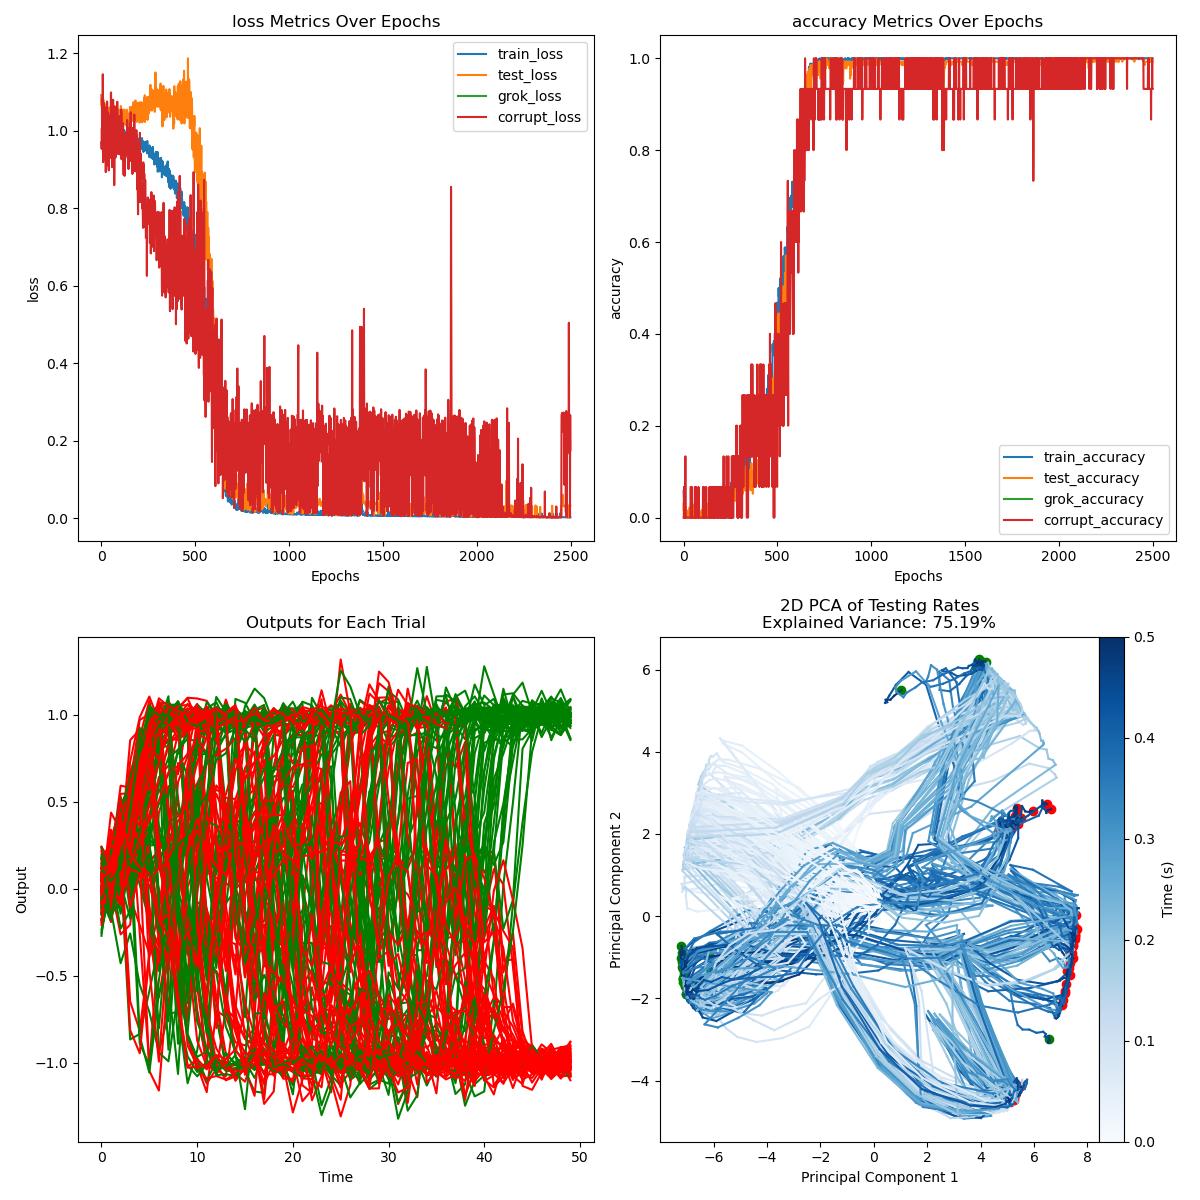 loss Metrics Over Epochs
1.2
1.0
0.8
0.6
0.4
0.2
0.0
loss
0
500
1000
1500
2000
2500
Epochs
train_loss
test_loss
grok_loss
corrupt_loss
accuracy Metrics Over Epochs
1.0
0.8
0.6
0.4
0.2
0.0
accuracy
0
500
1000
1500
2000
2500
Epochs
train_accuracy
test_accuracy
grok_accuracy
corrupt_accuracy
Outputs for Each Trial
1.0
0.5
0.0
−0.5
−1.0
Output
0
10
20
30
40
50
Time
2D PCA of Testing Rates
Explained Variance: 75.19%
6
4
2
0
−2
−4
Principal Component 2
−6
−4
−2
0
2
4
6
8
Principal Component 1
0.5
0.4
0.3
0.2
0.1
0.0
Time (s)